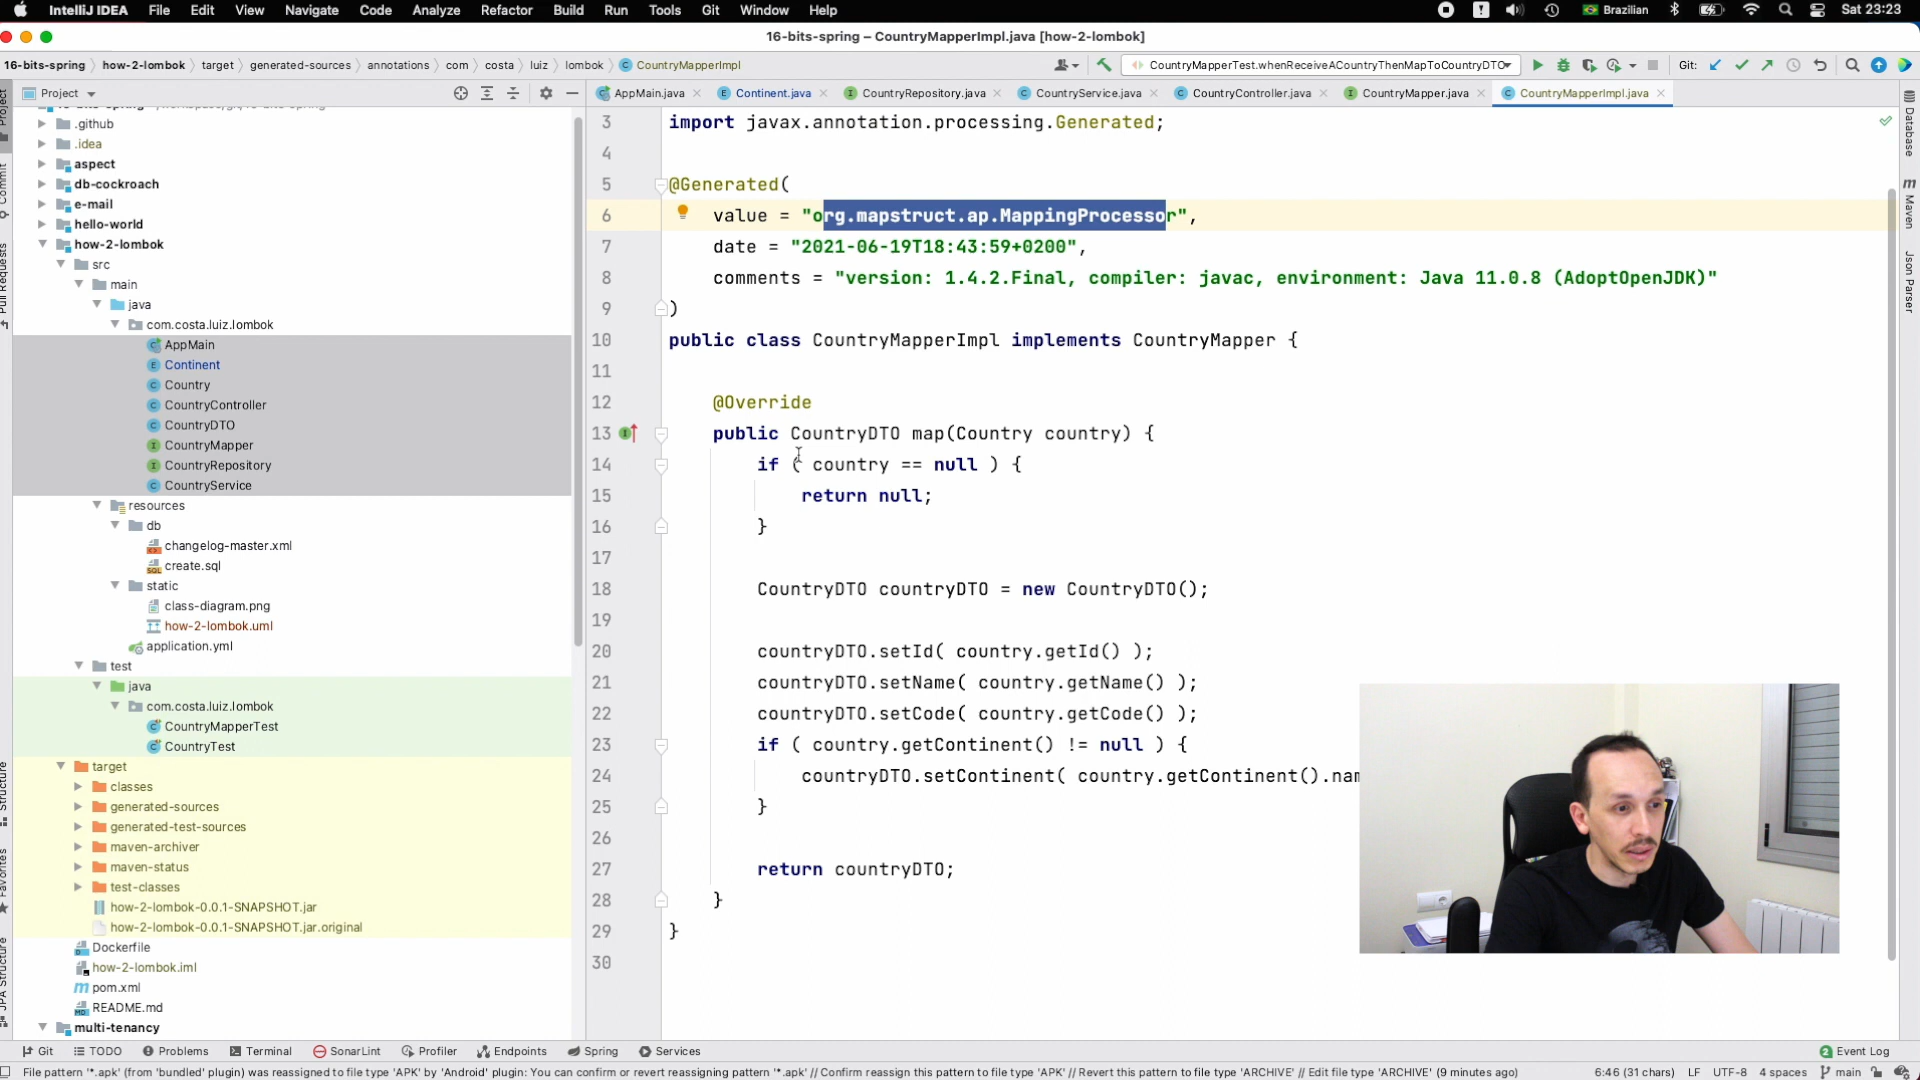 IntelliJ IDEA File Edit View Navigate Code Analyze Refactor Build Run Tools Git Window Help Brazilian Sat 23:23
16-bits-spring – CountryMapperImpl.java [how-2-lombok]
16-bits-spring how-2-lombok target generated-sources annotations com costa luiz lombok CountryMapperImpl CountryMapperTest.whenReceiveACountryThenMapToCountryDTO Git:
Project AppMain.java Continent.java CountryRepository.java CountryService.java CountryController.java CountryMapper.java CountryMapperImpl.java
.github
.idea
aspect
db-cockroach
e-mail
hello-world
how-2-lombok
src
main
java
com.costa.luiz.lombok
AppMain
Continent
Country
CountryController
CountryDTO
CountryMapper
CountryRepository
CountryService
resources
db
changelog-master.xml
create.sql
static
class-diagram.png
how-2-lombok.uml
application.yml
test
java
com.costa.luiz.lombok
CountryMapperTest
CountryTest
target
classes
generated-sources
generated-test-sources
maven-archiver
maven-status
test-classes
how-2-lombok-0.0.1-SNAPSHOT.jar
how-2-lombok-0.0.1-SNAPSHOT.jar.original
Dockerfile
how-2-lombok.iml
pom.xml
README.md
multi-tenancy
3 import javax.annotation.processing.Generated;
4
5 @Generated(
6 value = "org.mapstruct.ap.MappingProcessor",
7 date = "2021-06-19T18:43:59+0200",
8 comments = "version: 1.4.2.Final, compiler: javac, environment: Java 11.0.8 (AdoptOpenJDK)"
9 )
10 public class CountryMapperImpl implements CountryMapper {
11
12 @Override
13 public CountryDTO map(Country country) {
14 if ( country == null ) {
15 return null;
16 }
17
18 CountryDTO countryDTO = new CountryDTO();
19
20 countryDTO.setId( country.getId() );
21 countryDTO.setName( country.getName() );
22 countryDTO.setCode( country.getCode() );
23 if ( country.getContinent() != null ) {
24 countryDTO.setContinent( country.getContinent().nam
25 }
26
27 return countryDTO;
28 }
29 }
30
Project
Commit
Pull Requests
Structure
Favorites
JPA Structure
Database
Maven
Json Parser
Git TODO Problems Terminal SonarLint Profiler Endpoints Spring Services 2 Event Log
File pattern '*.apk' (from 'bundled' plugin) was reassigned to file type 'APK' by 'Android' plugin: You can confirm or revert reassigning pattern '*.apk' // Confirm reassign this pattern to file type 'APK' // Revert this pattern to file type 'ARCHIVE' // Edit file type 'ARCHIVE' (9 minutes ago) 6:46 (31 chars) LF UTF-8 4 spaces main